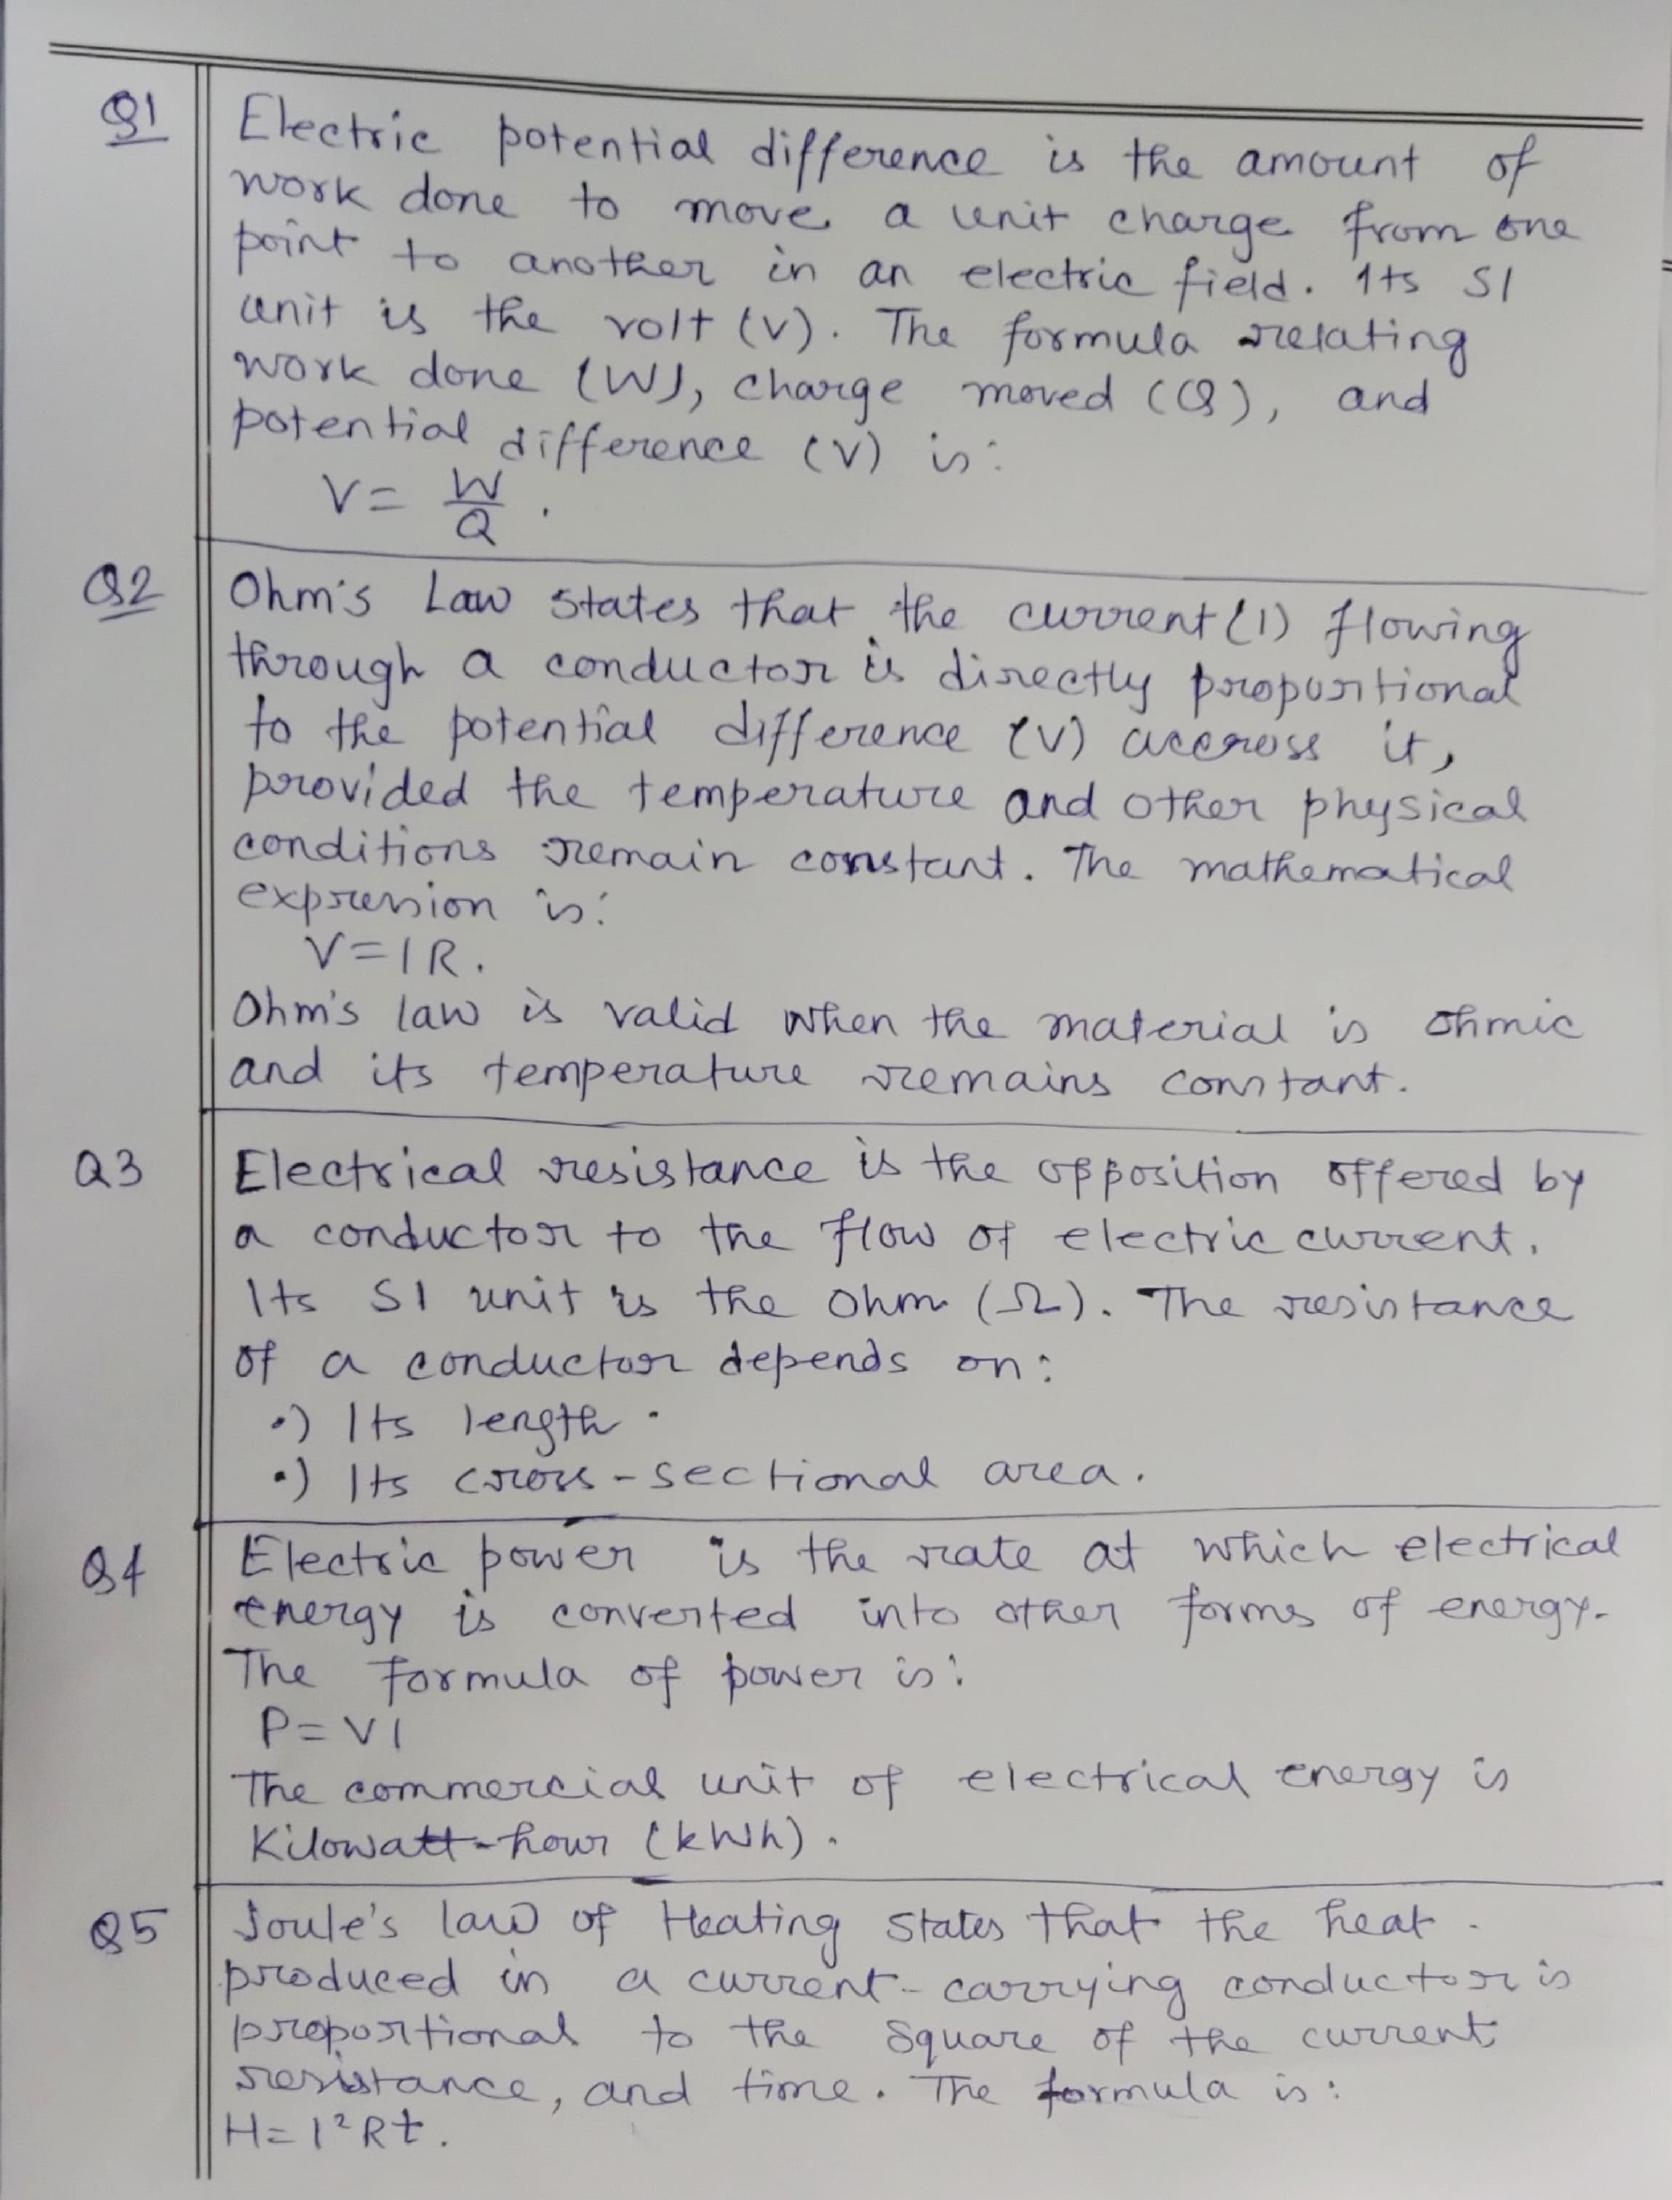 Q1
Electric potential difference is the amount of
work done to move a unit charge from one
point to another in an electric field. Its SI
unit is the volt (V). The formula relating
work done (W), charge moved (Q), and
potential difference (V) is:
V = W/Q .
Q2
Ohm's Law states that the current (I) flowing
through a conductor is directly proportional
to the potential difference (V) accross it,
provided the temperature and other physical
conditions remain constant. The mathematical
expression is:
V=IR.
Ohm's law is valid when the material is ohmic
and its temperature remains constant.
Q3
Electrical resistance is the opposition offered by
a conductor to the flow of electric current.
Its SI unit is the ohm (Ω). The resistance
of a conductor depends on:
•) Its length.
•) Its cross-sectional area.
Q4
Electric power is the rate at which electrical
energy is converted into other forms of energy.
The formula of power is:
P=VI
The commercial unit of electrical energy is
Kilowatt-hour (kWh).
Q5
Joule's law of Heating states that the heat
produced in a current-carrying conductor is
proportional to the square of the current
resistance, and time. The formula is:
H=I²Rt.